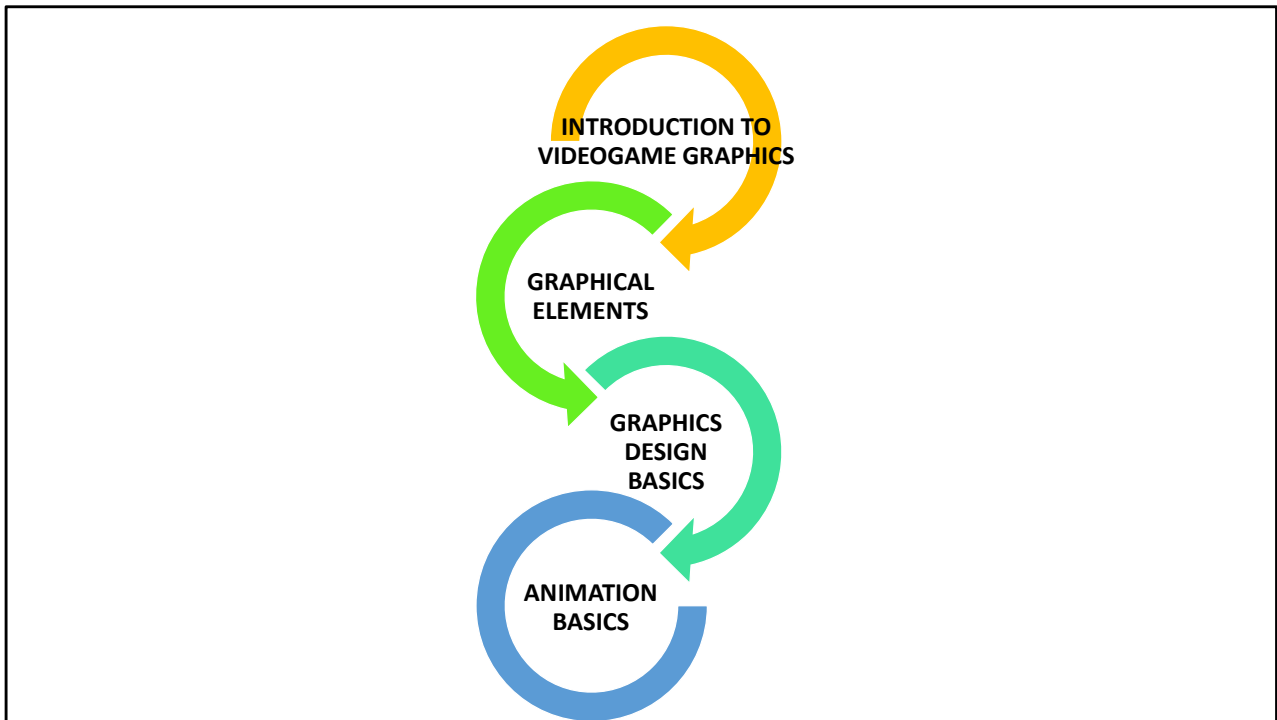 INTRODUCTION TO
VIDEOGAME GRAPHICS
GRAPHICAL
ELEMENTS
GRAPHICS
DESIGN
BASICS
ANIMATION
BASICS